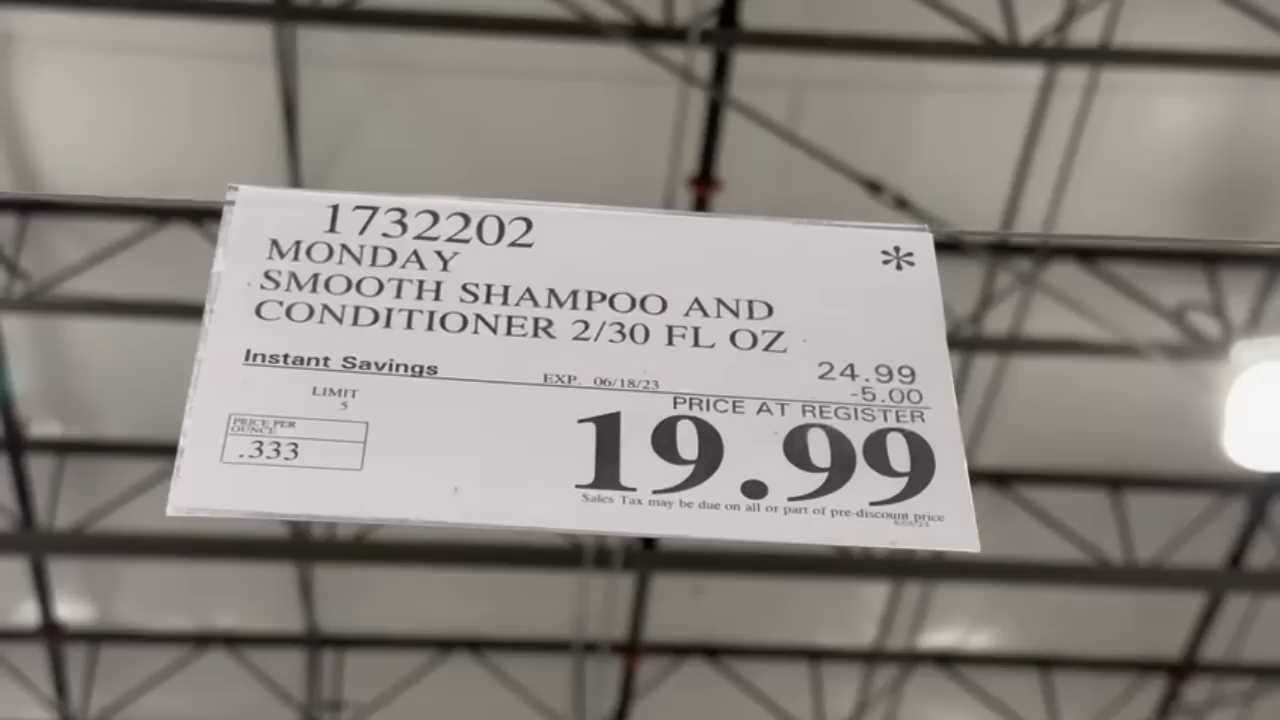 1732202
*
MONDAY
SMOOTH SHAMPOO AND
CONDITIONER 2/30 FL OZ
24.99
Instant Savings
EXP. 06/18/23
-5.00
LIMIT
5
PRICE AT REGISTER
PRICE PER
OUNCE
.333
19.99
Sales Tax may be due on all or part of pre-discount price